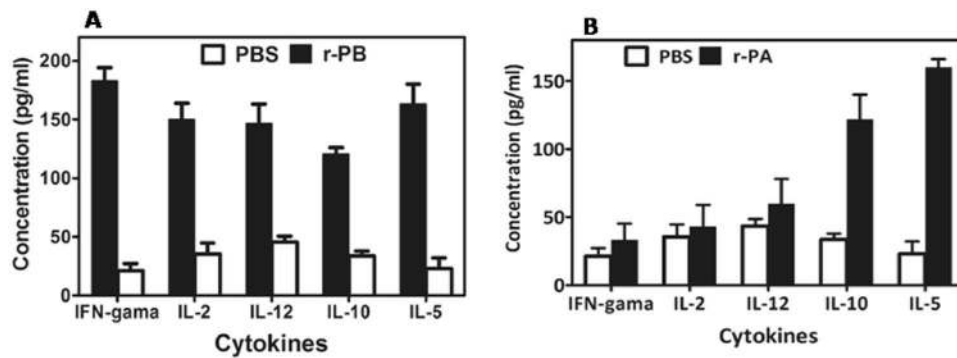 A
PBS r-PB
Concentration (pg/ml)
200
150
100
50
0
IFN-gama IL-2 IL-12 IL-10 IL-5
Cytokines
B
PBS r-PA
Concentration (pg/ml)
150
100
50
0
IFN-gama IL-2 IL-12 IL-10 IL-5
Cytokines